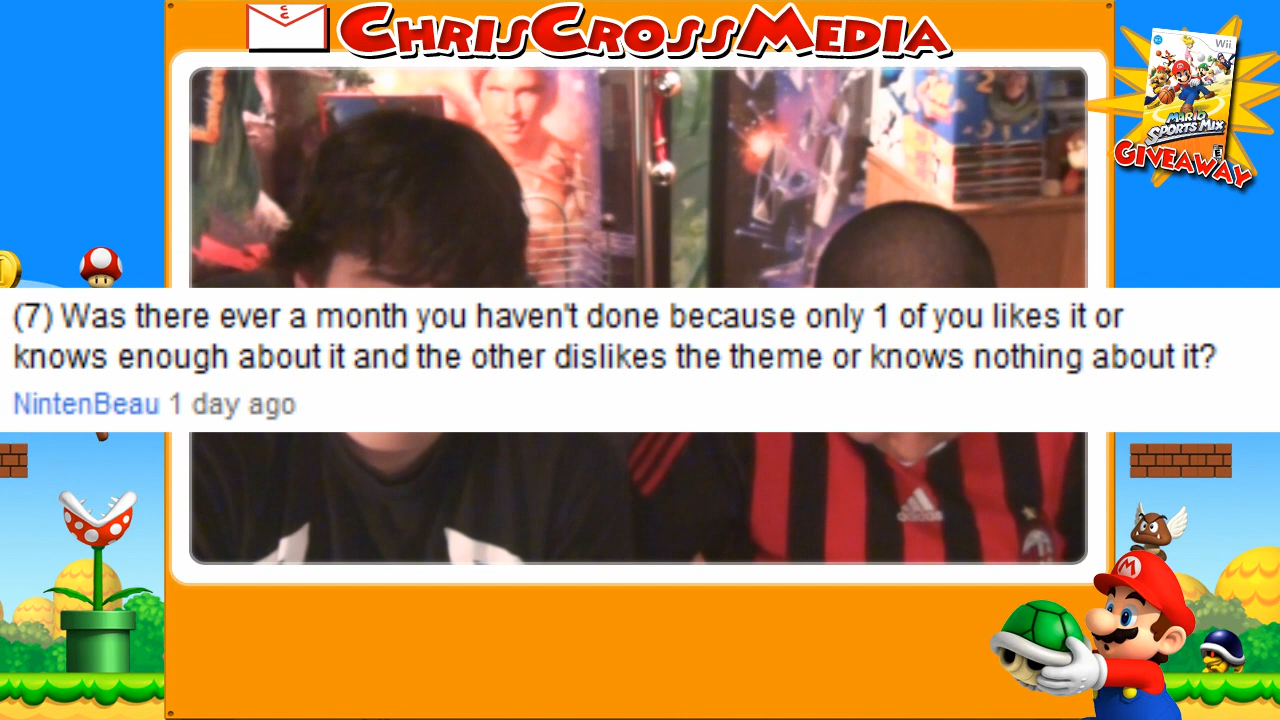 CHRISCROSSMEDIA
Wii
MARIO
SPORTS MIX
GIVEAWAY
(7) Was there ever a month you haven't done because only 1 of you likes it or
knows enough about it and the other dislikes the theme or knows nothing about it?
NintenBeau 1 day ago
adidas
M